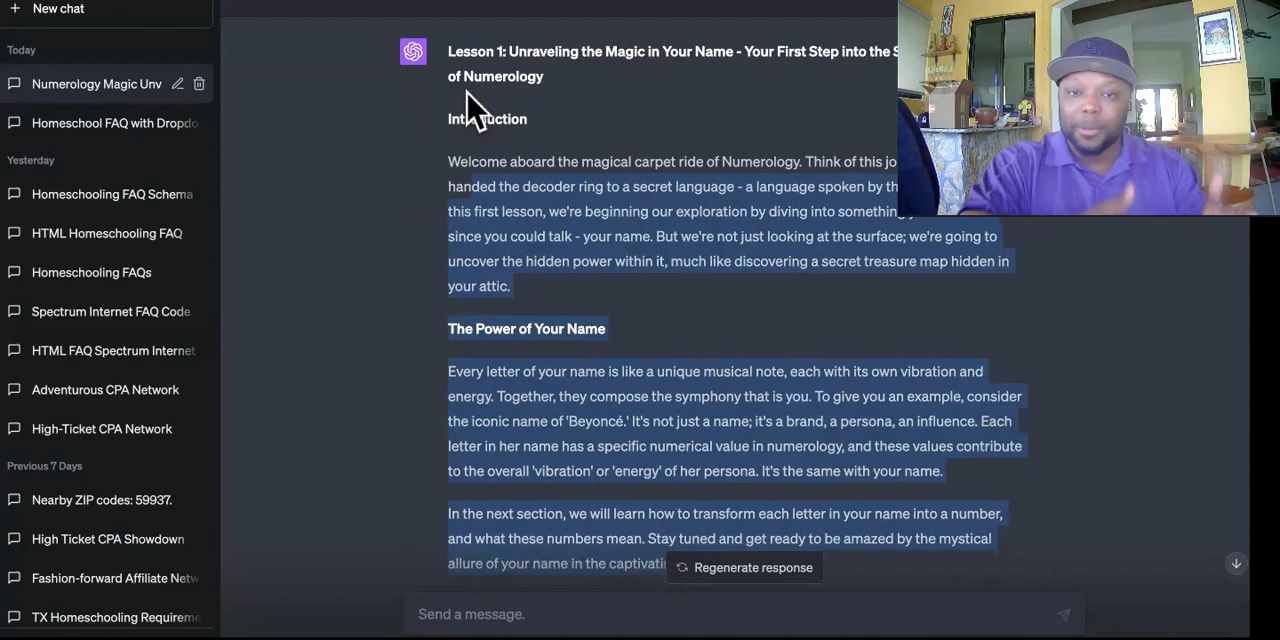 New chat
Today
Numerology Magic Unv
Homeschool FAQ with Dropdo
Yesterday
Homeschooling FAQ Schema
HTML Homeschooling FAQ
Homeschooling FAQs
Spectrum Internet FAQ Code
HTML FAQ Spectrum Internet
Adventurous CPA Network
High-Ticket CPA Network
Previous 7 Days
Nearby ZIP codes: 59937.
High Ticket CPA Showdown
Fashion-forward Affiliate Netw
TX Homeschooling Requireme
Lesson 1: Unraveling the Magic in Your Name - Your First Step into the S
of Numerology
Introduction
Welcome aboard the magical carpet ride of Numerology. Think of this jo
handed the decoder ring to a secret language - a language spoken by th
this first lesson, we're beginning our exploration by diving into something
since you could talk - your name. But we're not just looking at the surface; we're going to
uncover the hidden power within it, much like discovering a secret treasure map hidden in
your attic.
The Power of Your Name
Every letter of your name is like a unique musical note, each with its own vibration and
energy. Together, they compose the symphony that is you. To give you an example, consider
the iconic name of 'Beyoncé.' It's not just a name; it's a brand, a persona, an influence. Each
letter in her name has a specific numerical value in numerology, and these values contribute
to the overall 'vibration' or 'energy' of her persona. It's the same with your name.
In the next section, we will learn how to transform each letter in your name into a number,
and what these numbers mean. Stay tuned and get ready to be amazed by the mystical
allure of your name in the captivati
Regenerate response
Send a message.